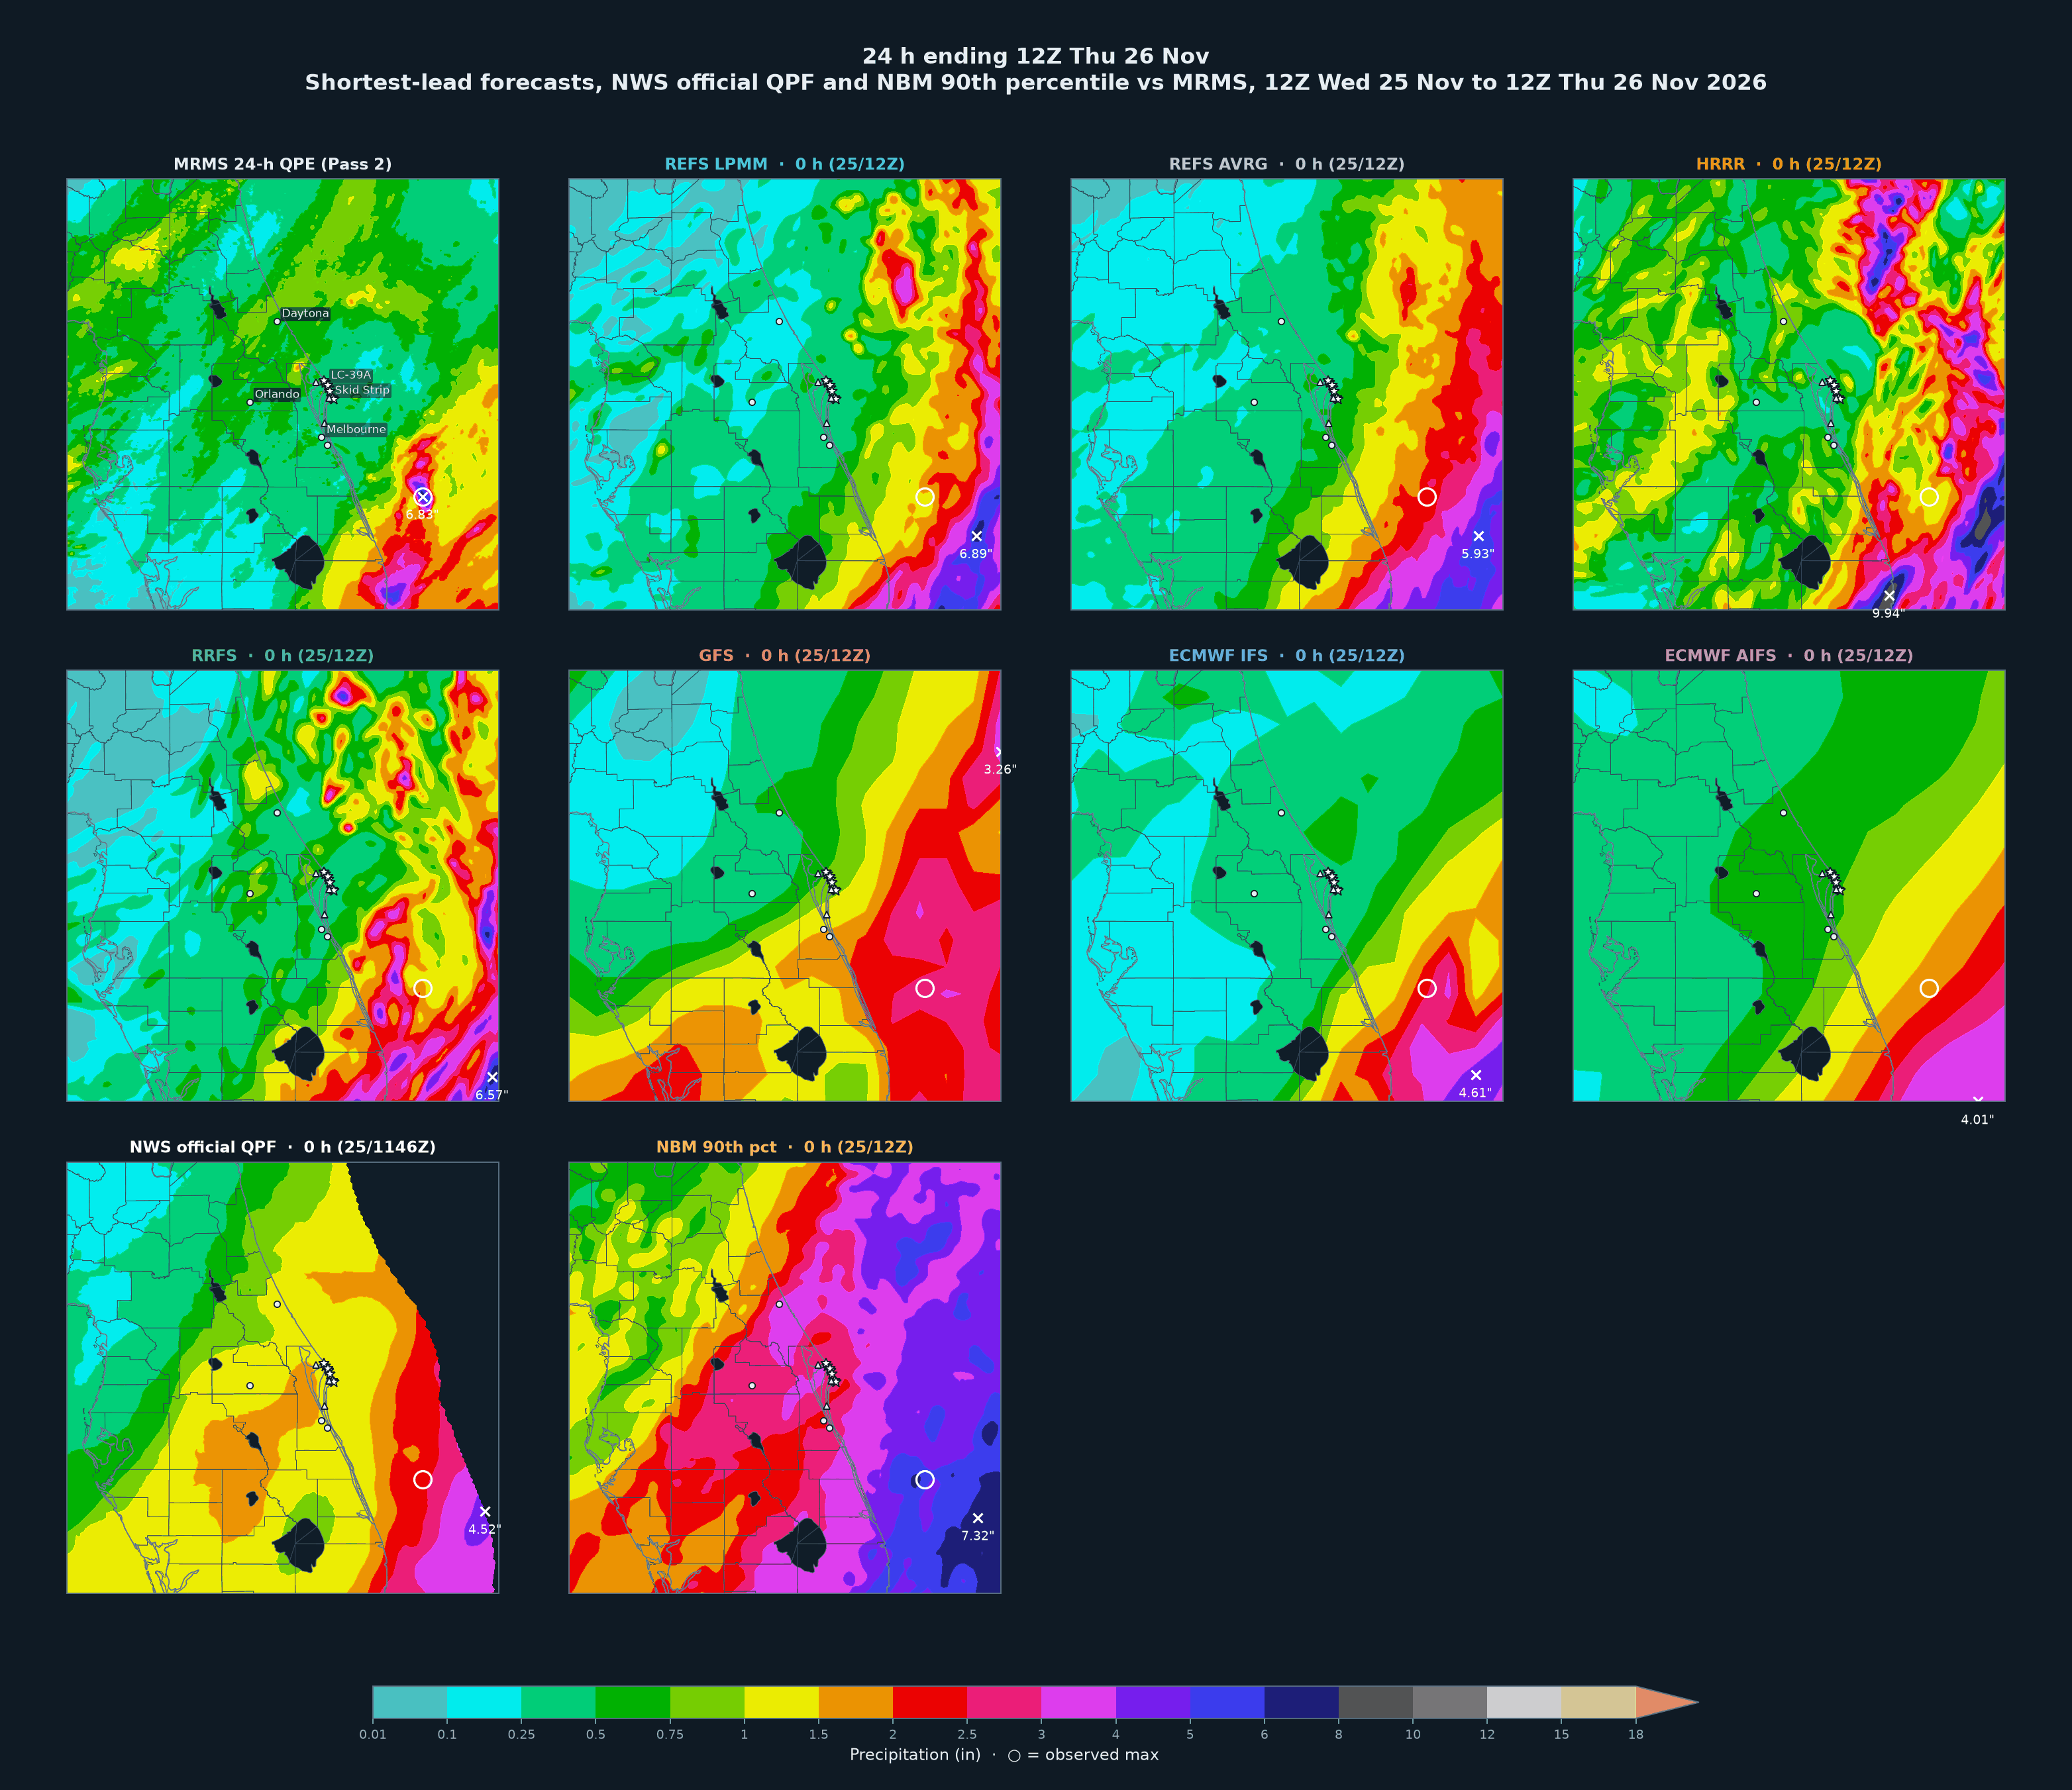 24 h ending 12Z Thu 26 Nov
Shortest-lead forecasts, NWS official QPF and NBM 90th percentile vs MRMS, 12Z Wed 25 Nov to 12Z Thu 26 Nov 2026
MRMS 24-h QPE (Pass 2)
Daytona
LC-39A
Skid Strip
Orlando
Melbourne
6.83"
REFS LPMM · 0 h (25/12Z)
6.89"
REFS AVRG · 0 h (25/12Z)
5.93"
HRRR · 0 h (25/12Z)
9.94"
RRFS · 0 h (25/12Z)
6.57"
GFS · 0 h (25/12Z)
3.26"
ECMWF IFS · 0 h (25/12Z)
4.61"
ECMWF AIFS · 0 h (25/12Z)
4.01"
NWS official QPF · 0 h (25/1146Z)
4.52"
NBM 90th pct · 0 h (25/12Z)
7.32"
0.01 0.1 0.25 0.5 0.75 1 1.5 2 2.5 3 4 5 6 8 10 12 15 18
Precipitation (in) · ○ = observed max